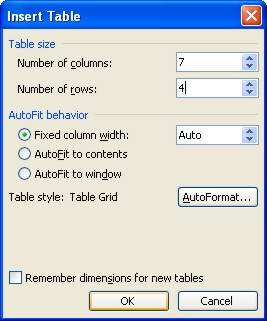 Insert Table
Table size
Number of columns: 7
Number of rows: 4
AutoFit behavior
Fixed column width: Auto
AutoFit to contents
AutoFit to window
Table style: Table Grid AutoFormat...
Remember dimensions for new tables
OK Cancel